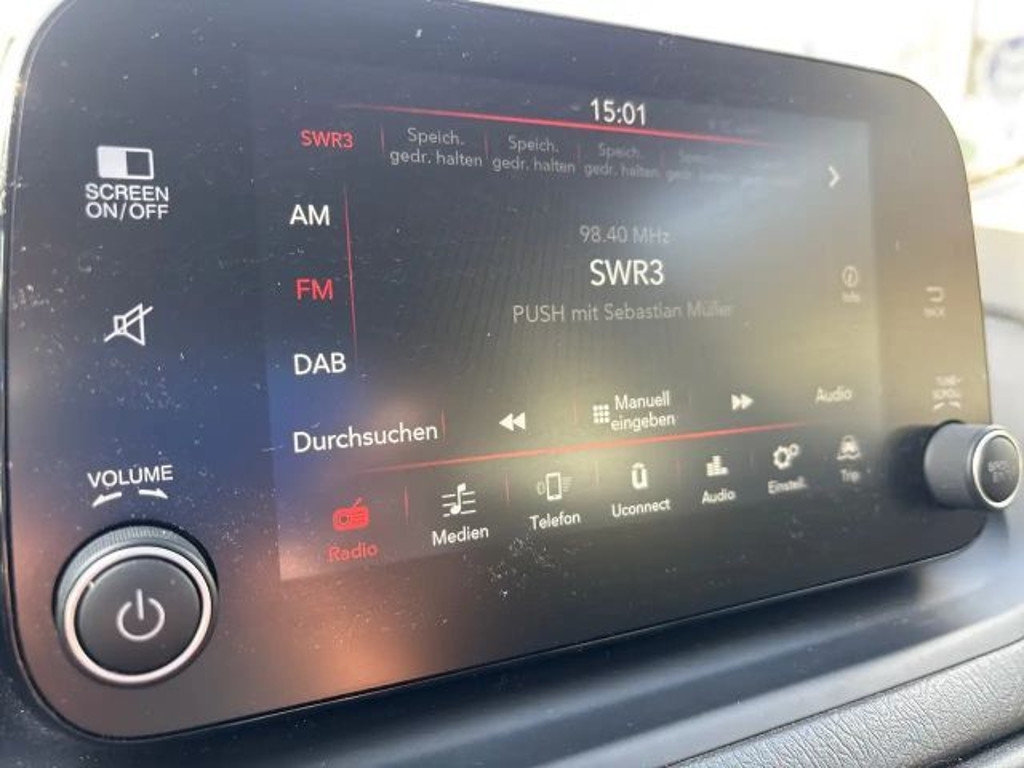 15:01
SWR3
Speich.
gedr. halten
Speich.
gedr. halten
Speich.
gedr. halten
SCREEN
ON/OFF
AM
98.40 MHz
FM
SWR3
PUSH mit Sebastian Müller
Info
BACK
DAB
Durchsuchen
Manuell
eingeben
Audio
VOLUME
Radio
Medien
Telefon
Uconnect
Audio
Einstell.
Trip